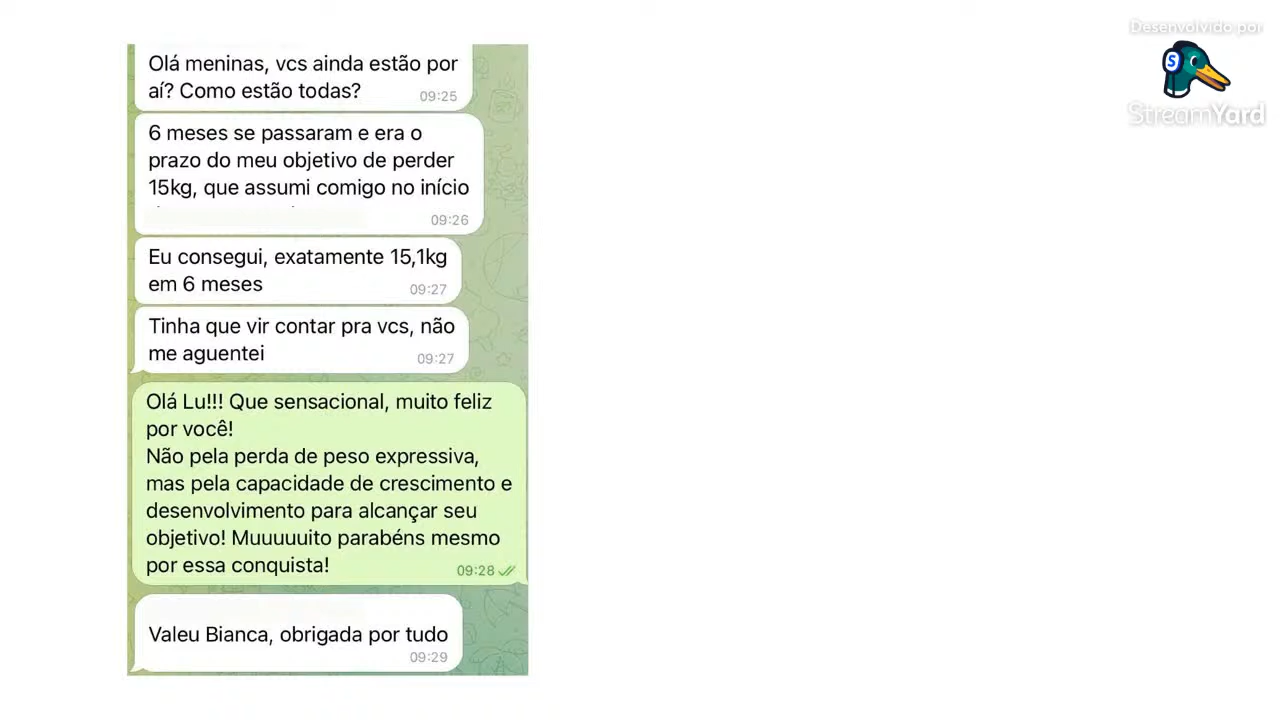 Desenvolvido por
StreamYard
Olá meninas, vcs ainda estão por
aí? Como estão todas?
09:25
6 meses se passaram e era o
prazo do meu objetivo de perder
15kg, que assumi comigo no início
09:26
Eu consegui, exatamente 15,1kg
em 6 meses
09:27
Tinha que vir contar pra vcs, não
me aguentei
09:27
Olá Lu!!! Que sensacional, muito feliz
por você!
Não pela perda de peso expressiva,
mas pela capacidade de crescimento e
desenvolvimento para alcançar seu
objetivo! Muuuuuito parabéns mesmo
por essa conquista!
09:28
Valeu Bianca, obrigada por tudo
09:29